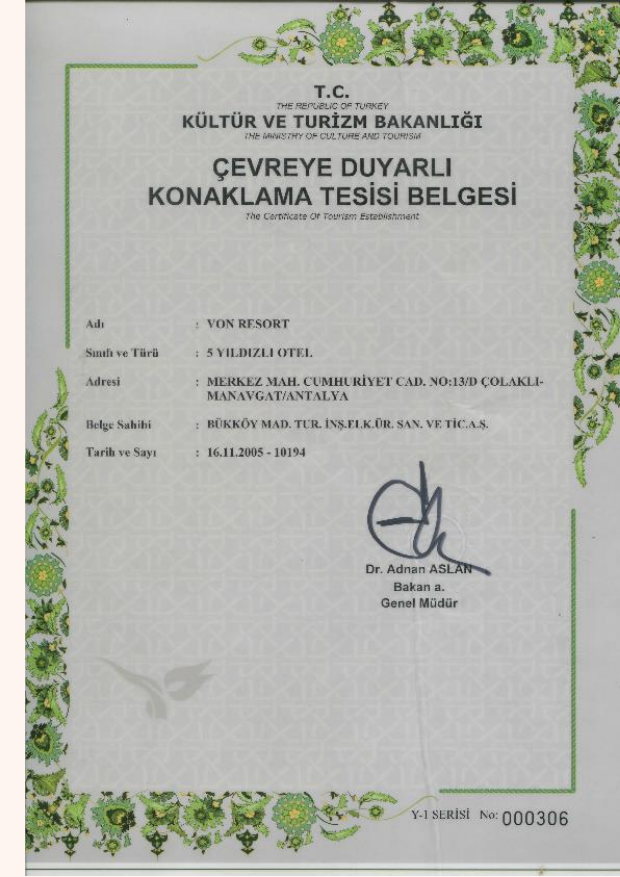 T.C.
THE REPUBLIC OF TURKEY
KÜLTÜR VE TURİZM BAKANLIĞI
THE MINISTRY OF CULTURE AND TOURISM
ÇEVREYE DUYARLI
KONAKLAMA TESİSİ BELGESİ
The Certificate Of Tourism Establishment
Adı : VON RESORT
Sınıfı ve Türü : 5 YILDIZLI OTEL
Adresi : MERKEZ MAH. CUMHURİYET CAD. NO:13/D ÇOLAKLI-
MANAVGAT/ANTALYA
Belge Sahibi : BÜKKÖY MAD. TUR. İNŞ.ELK.ÜR. SAN. VE TİC.A.Ş.
Tarih ve Sayı : 16.11.2005 - 10194
Dr. Adnan ASLAN
Bakan a.
Genel Müdür
Y-1 SERİSİ No: 000306